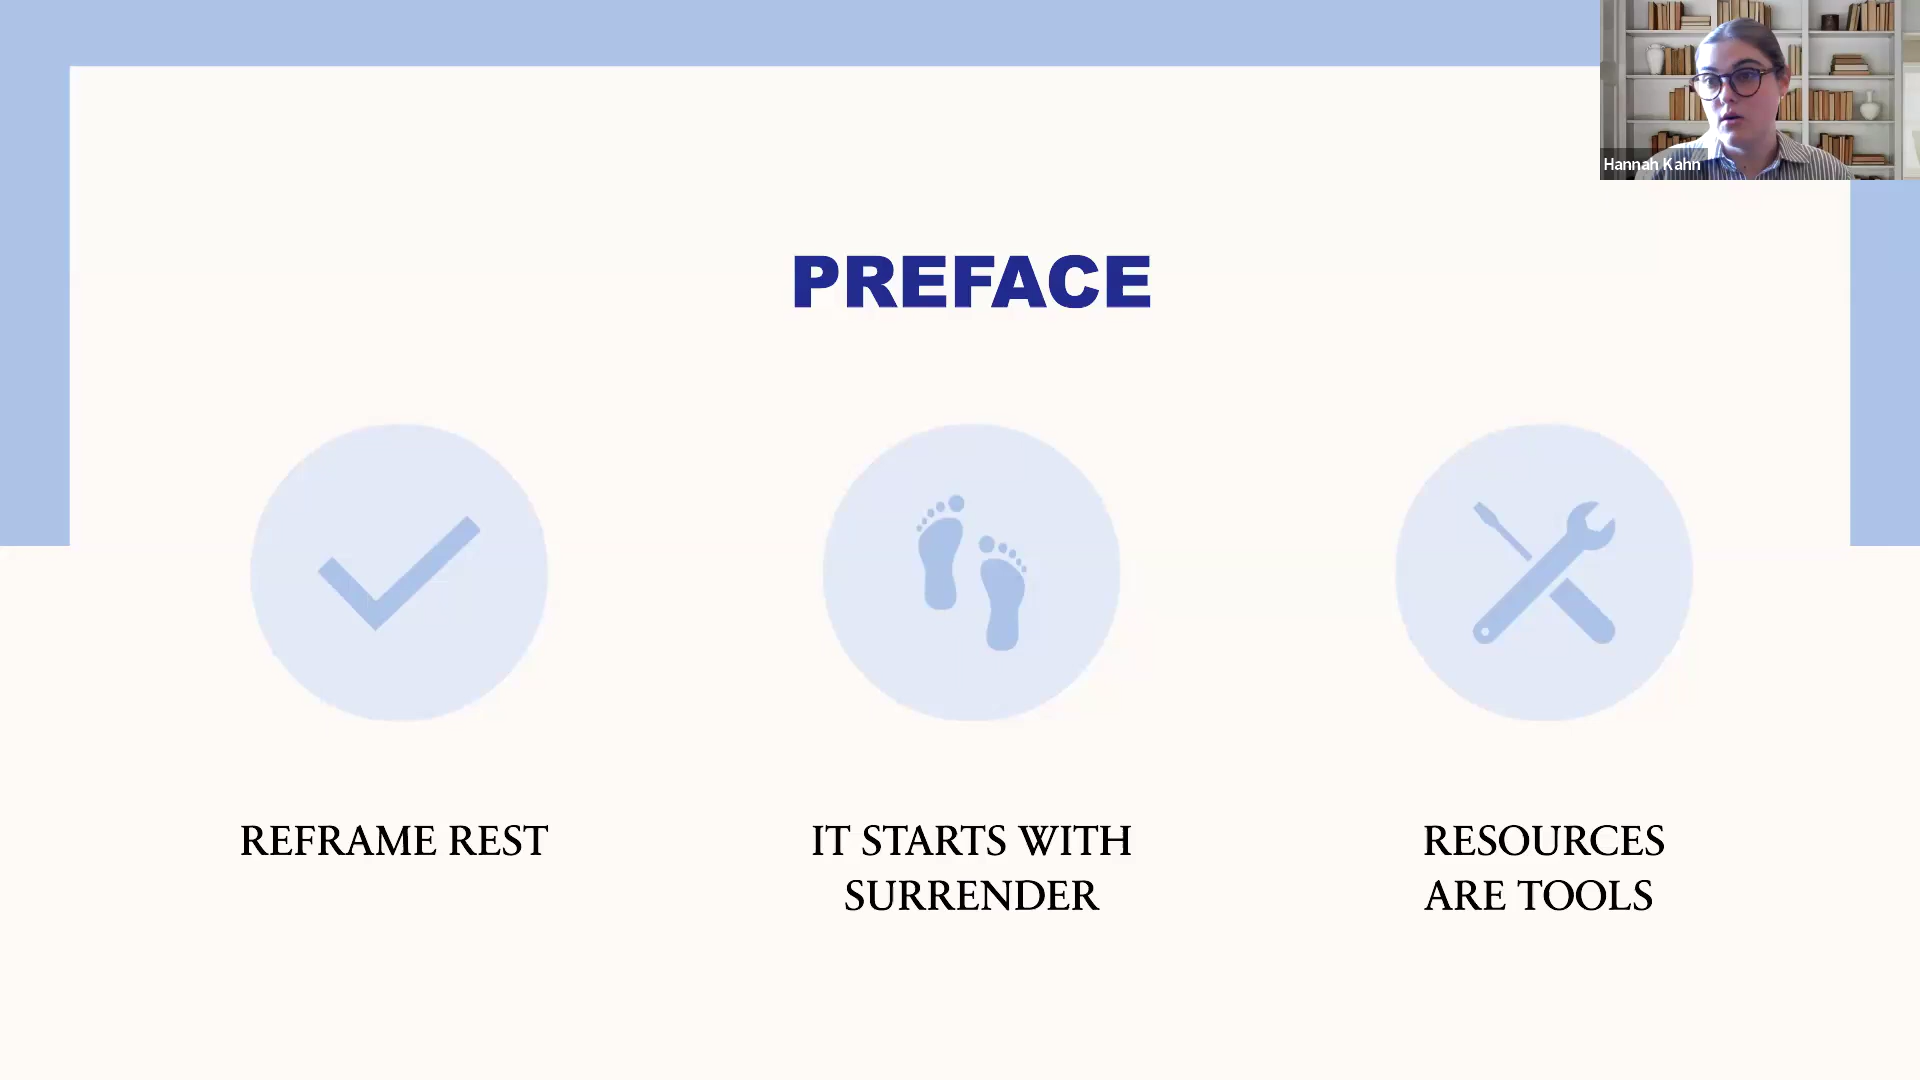 Hannah Kahn
PREFACE
REFRAME REST
IT STARTS WITH
SURRENDER
RESOURCES
ARE TOOLS